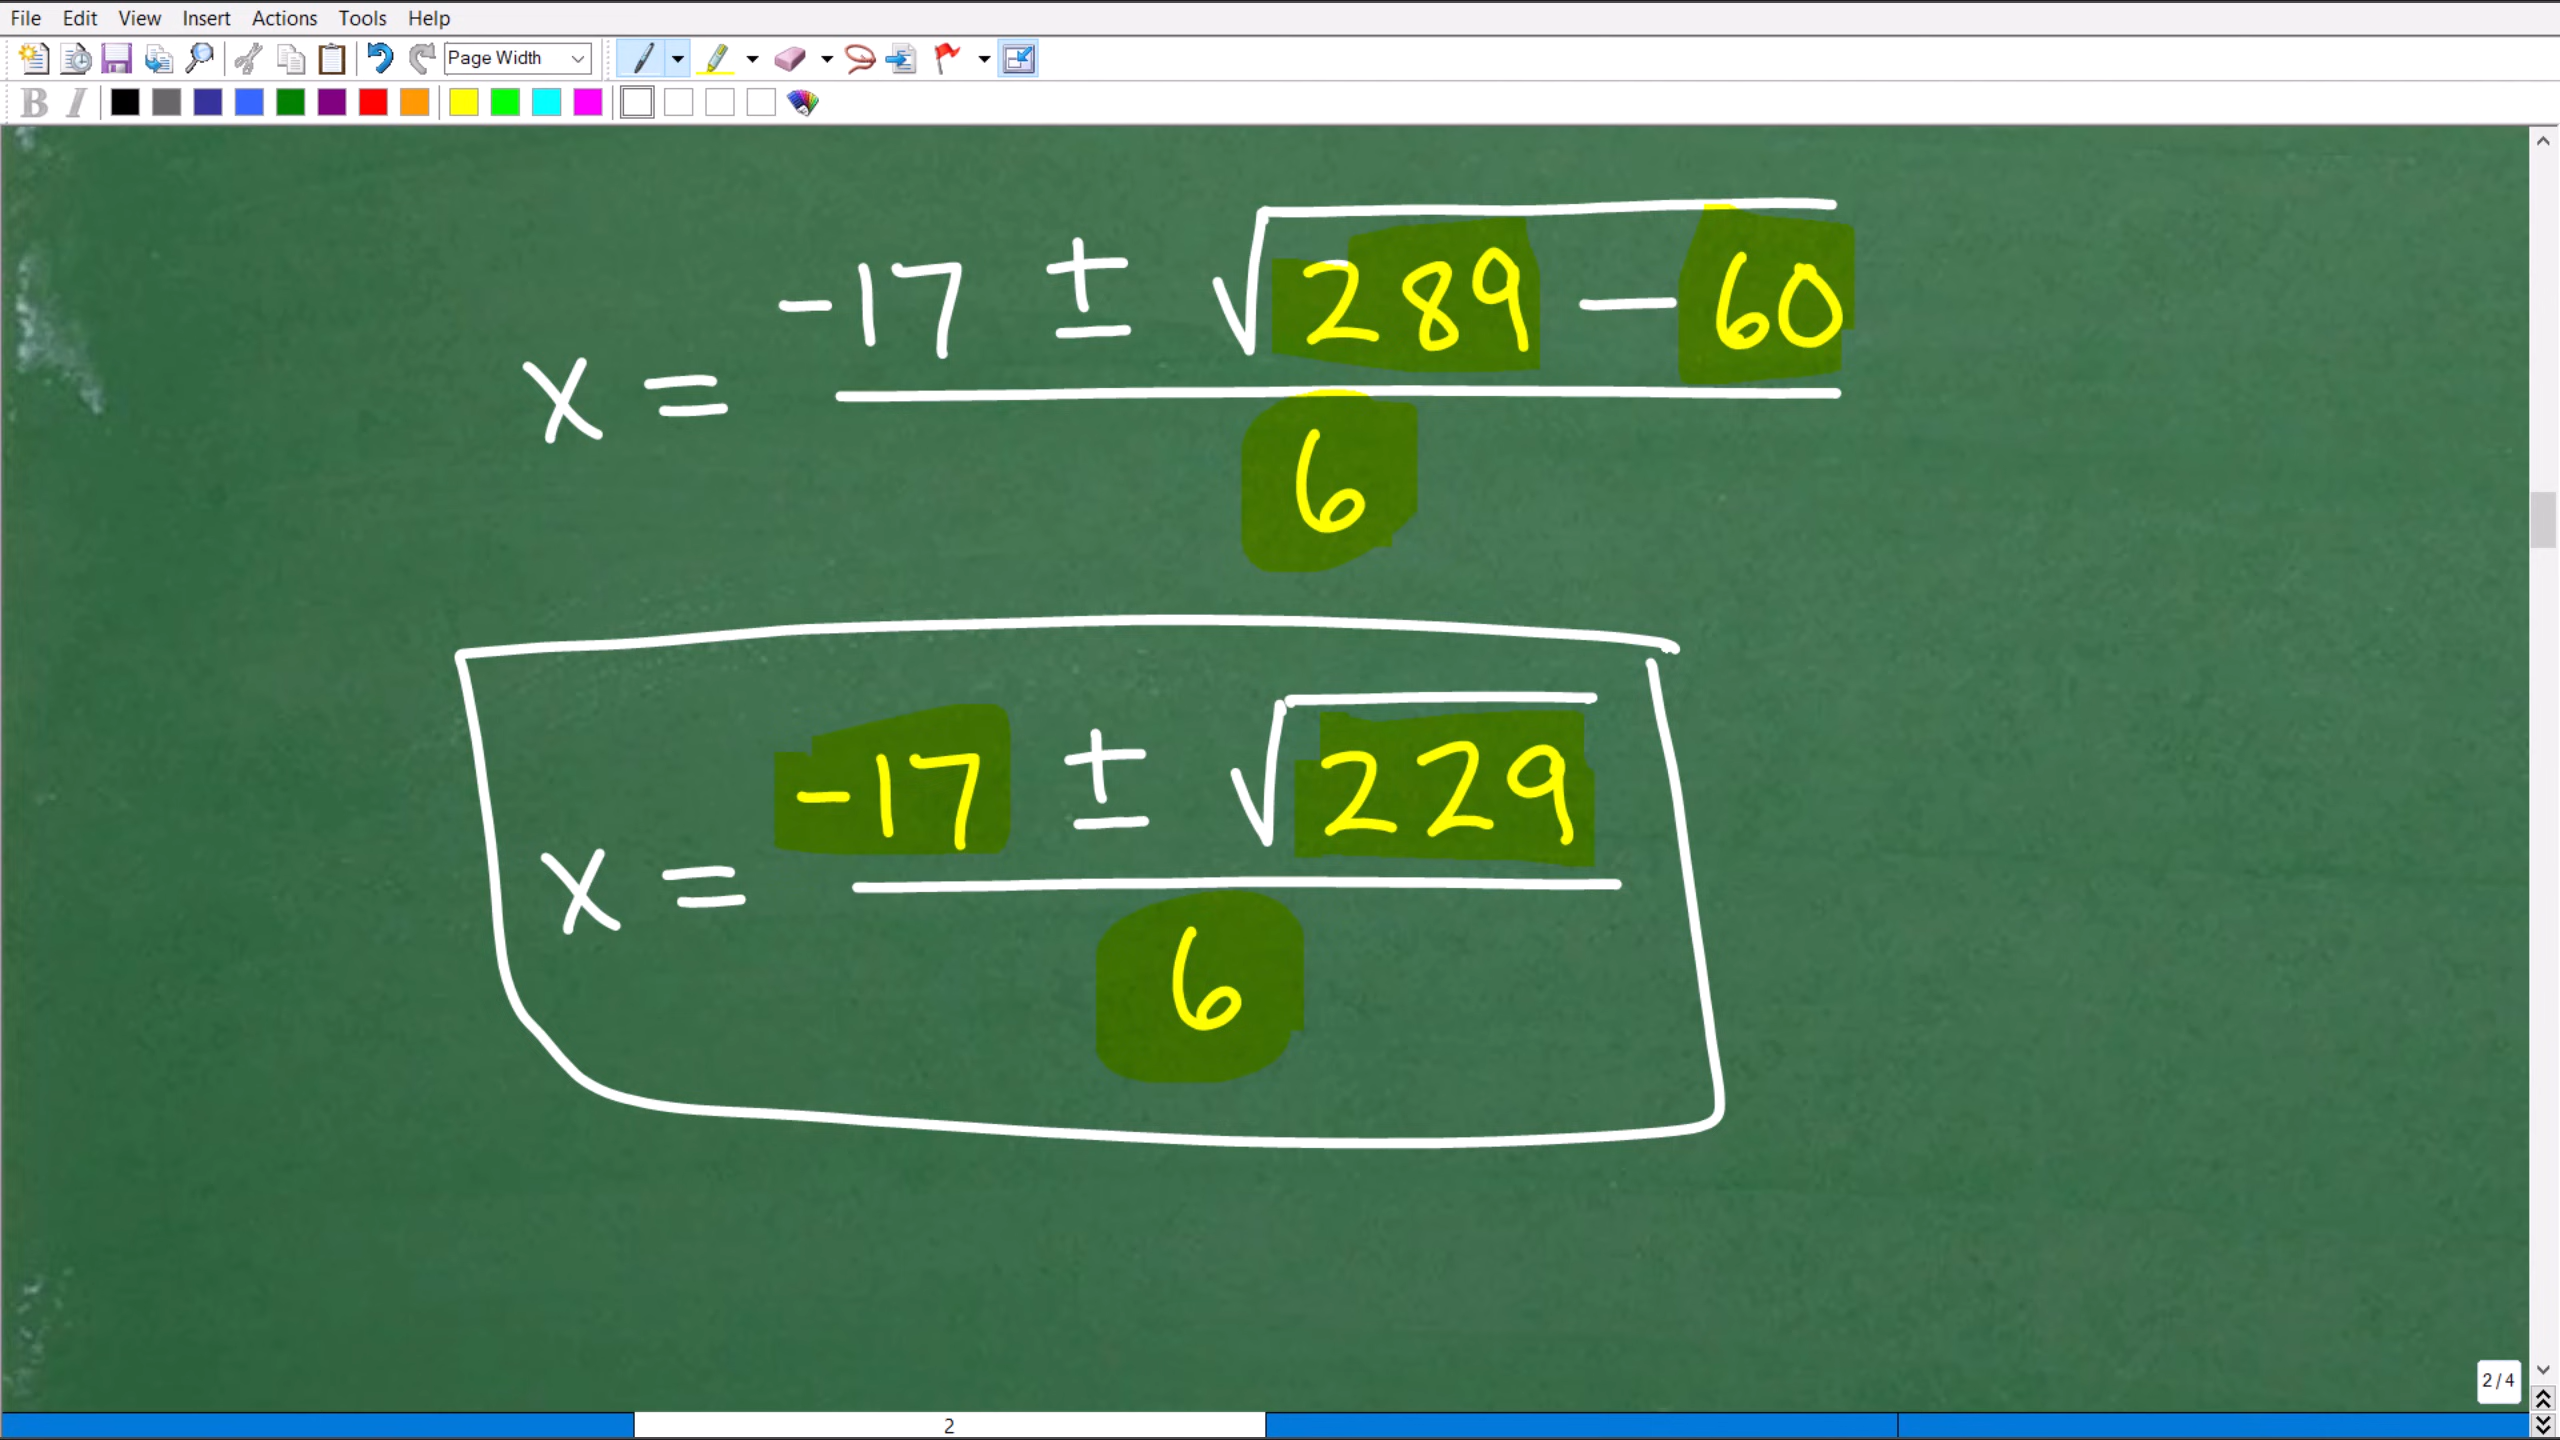 File Edit View Insert Actions Tools Help
Page Width
B I
x = -17 ± √289 - 60
6
x = -17 ± √229
6
2/4
2